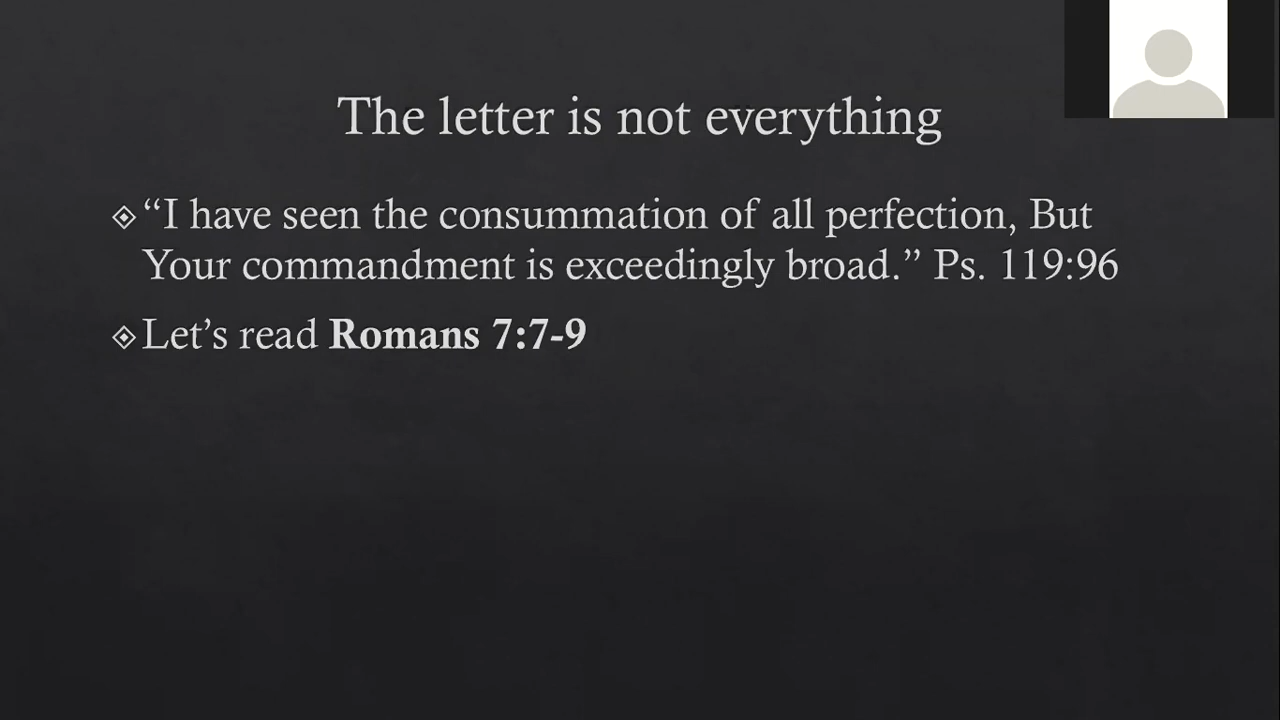 The letter is not everything
“I have seen the consummation of all perfection, But
Your commandment is exceedingly broad.” Ps. 119:96
Let’s read Romans 7:7-9